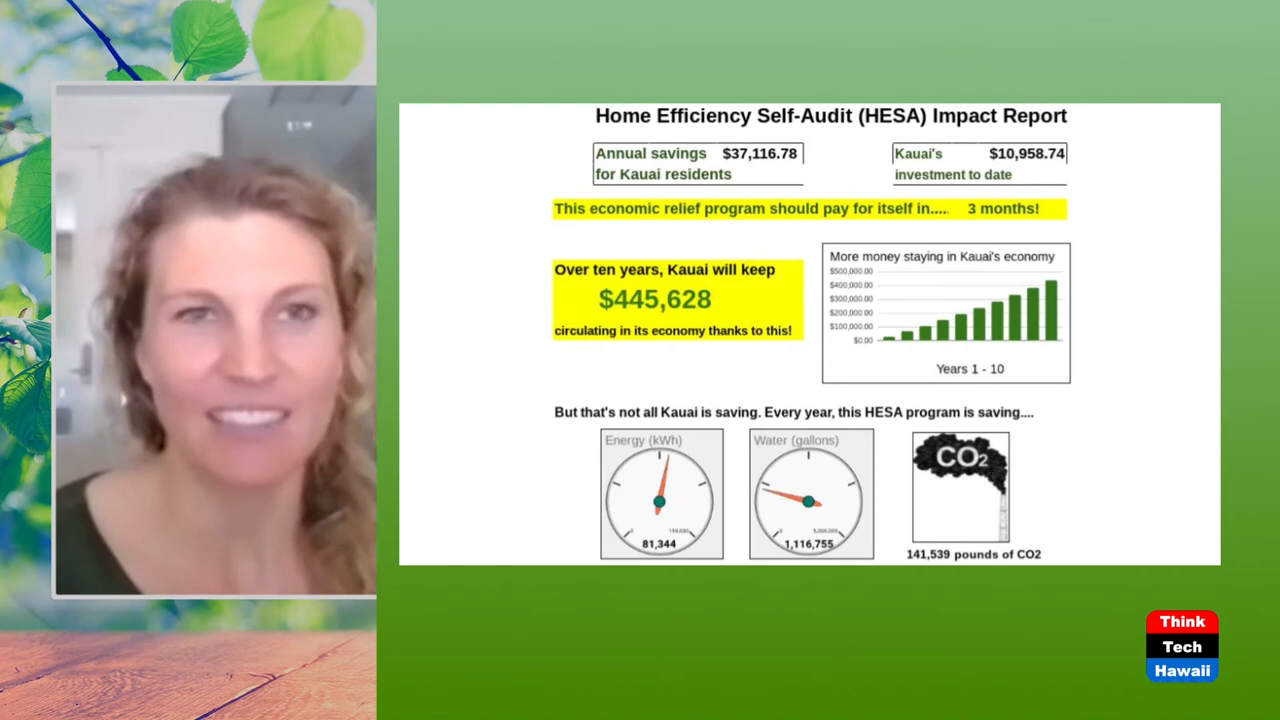 Home Efficiency Self-Audit (HESA) Impact Report
Annual savings $37,116.78
for Kauai residents
Kauai's $10,958.74
investment to date
This economic relief program should pay for itself in.... 3 months!
Over ten years, Kauai will keep
$445,628
circulating in its economy thanks to this!
More money staying in Kauai's economy
$500,000.00
$400,000.00
$300,000.00
$200,000.00
$100,000.00
$0.00
Years 1 - 10
But that's not all Kauai is saving. Every year, this HESA program is saving....
Energy (kWh)
0
81,344
Water (gallons)
0
1,116,755
CO2
141,539 pounds of CO2
Think
Tech
Hawaii